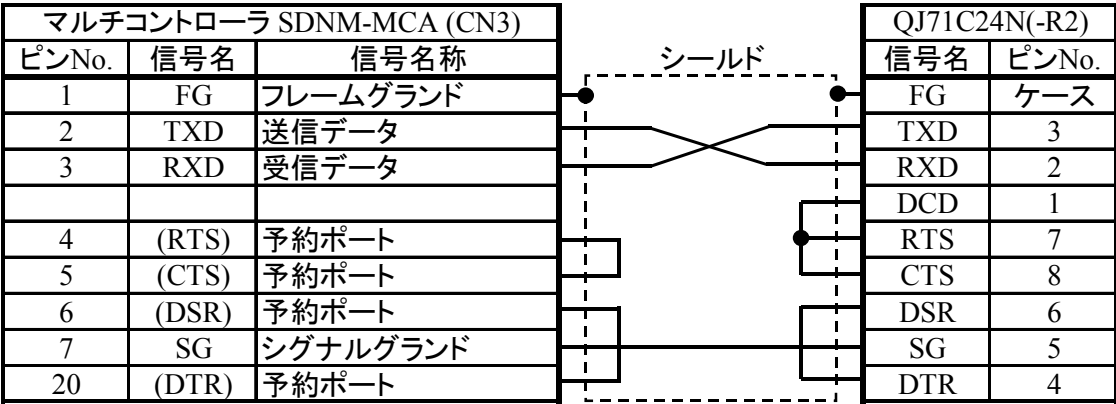 マルチコントローラ SDNM-MCA (CN3) QJ71C24N(-R2)
ピンNo. 信号名 信号名称 シールド 信号名 ピンNo.
1 FG フレームグランド FG ケース
2 TXD 送信データ TXD 3
3 RXD 受信データ RXD 2
DCD 1
4 (RTS) 予約ポート RTS 7
5 (CTS) 予約ポート CTS 8
6 (DSR) 予約ポート DSR 6
7 SG シグナルグランド SG 5
20 (DTR) 予約ポート DTR 4